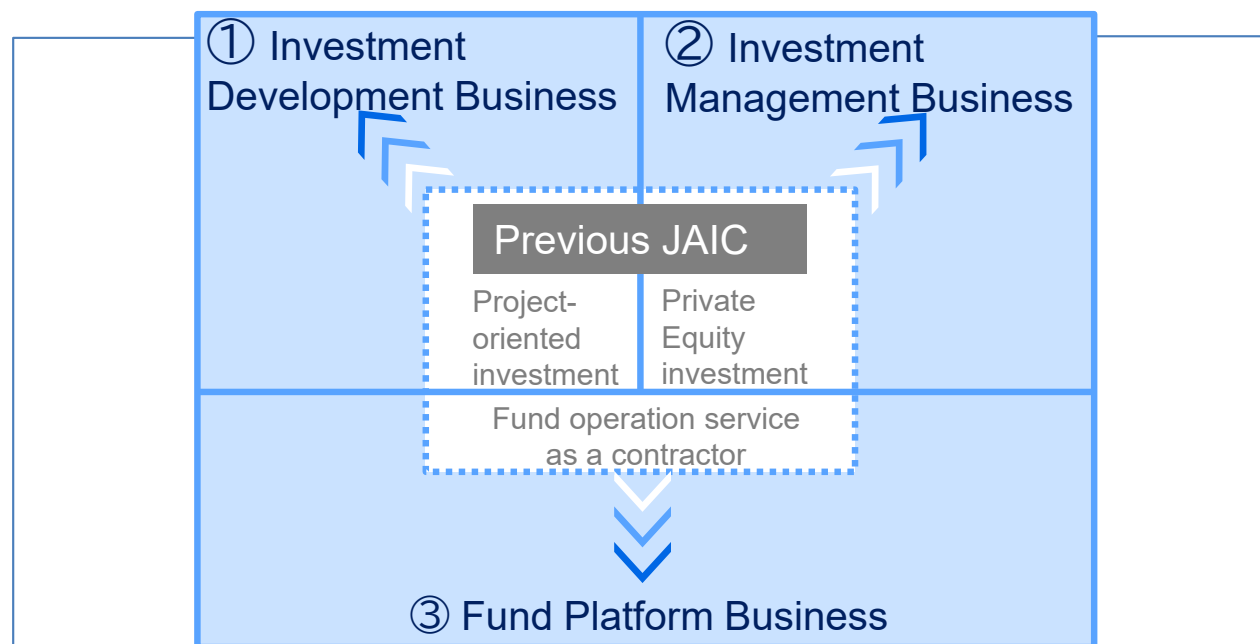 ① Investment
Development Business
② Investment
Management Business
Previous JAIC
Project-
oriented
investment
Private
Equity
investment
Fund operation service
as a contractor
③ Fund Platform Business